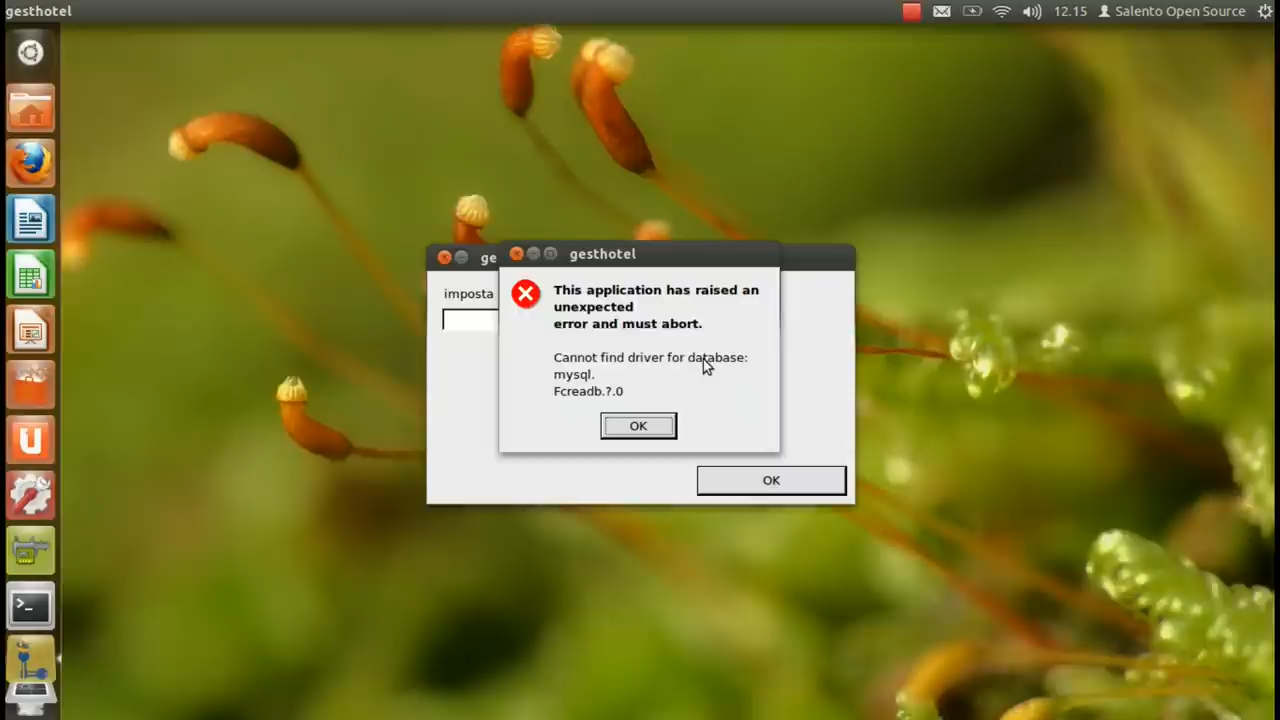 gesthotel
12.15
Salento Open Source
ge
gesthotel
imposta
This application has raised an
unexpected
error and must abort.
Cannot find driver for database:
mysql.
Fcreadb.?.0
OK
OK